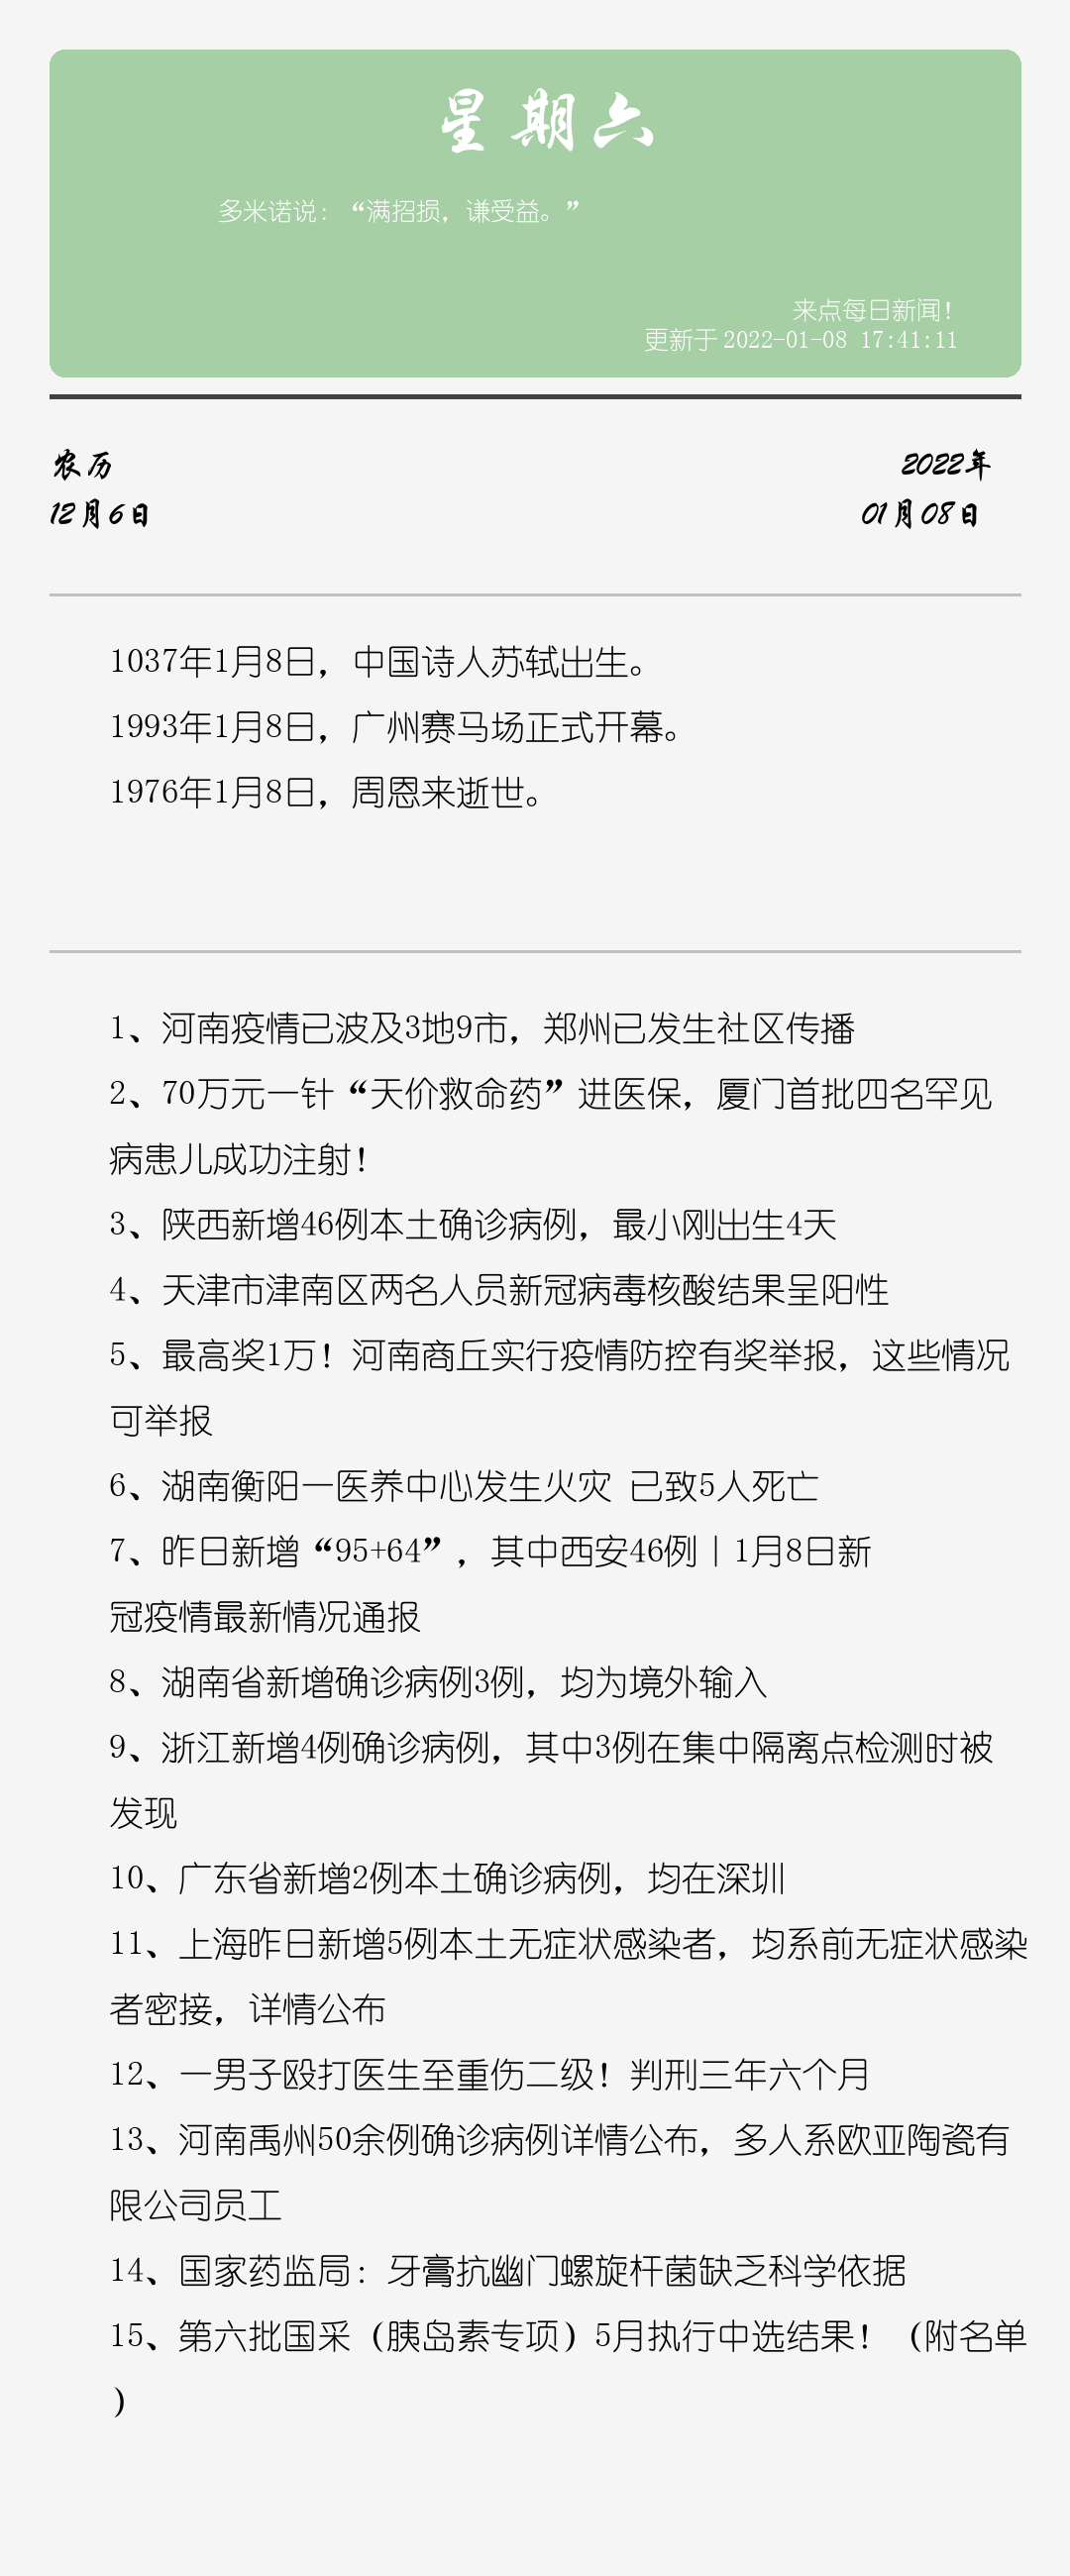 星期六
多米诺说：“满招损，谦受益。”
来点每日新闻！
更新于 2022-01-08 17:41:11
农历
12月6日
2022年
01月08日
1037年1月8日，中国诗人苏轼出生。
1993年1月8日，广州赛马场正式开幕。
1976年1月8日，周恩来逝世。
1、河南疫情已波及3地9市，郑州已发生社区传播
2、70万元一针“天价救命药”进医保，厦门首批四名罕见
病患儿成功注射！
3、陕西新增46例本土确诊病例，最小刚出生4天
4、天津市津南区两名人员新冠病毒核酸结果呈阳性
5、最高奖1万！河南商丘实行疫情防控有奖举报，这些情况
可举报
6、湖南衡阳一医养中心发生火灾 已致5人死亡
7、昨日新增“95+64”，其中西安46例｜1月8日新
冠疫情最新情况通报
8、湖南省新增确诊病例3例，均为境外输入
9、浙江新增4例确诊病例，其中3例在集中隔离点检测时被
发现
10、广东省新增2例本土确诊病例，均在深圳
11、上海昨日新增5例本土无症状感染者，均系前无症状感染
者密接，详情公布
12、一男子殴打医生至重伤二级！判刑三年六个月
13、河南禹州50余例确诊病例详情公布，多人系欧亚陶瓷有
限公司员工
14、国家药监局：牙膏抗幽门螺旋杆菌缺乏科学依据
15、第六批国采（胰岛素专项）5月执行中选结果！（附名单
）